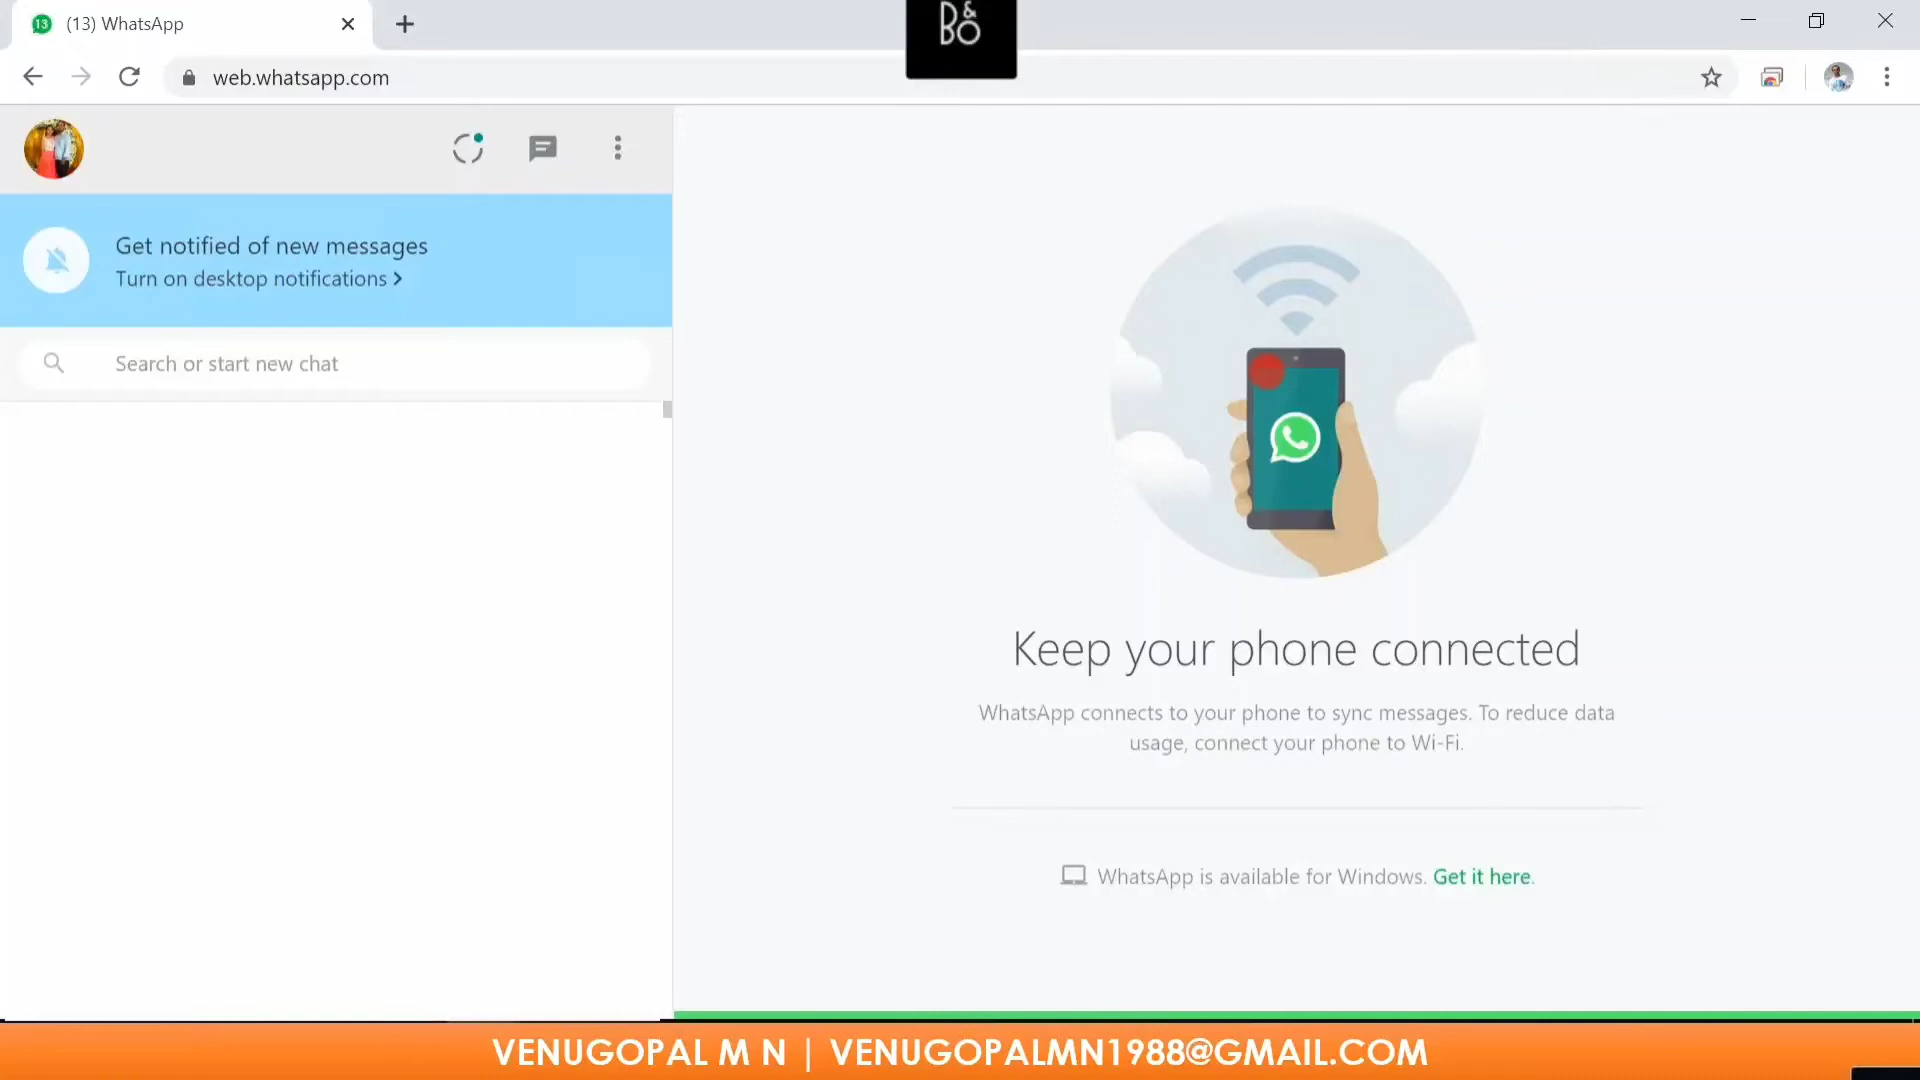 13 (13) WhatsApp
B&O
web.whatsapp.com
Get notified of new messages
Turn on desktop notifications
Search or start new chat
Keep your phone connected
WhatsApp connects to your phone to sync messages. To reduce data
usage, connect your phone to Wi-Fi.
WhatsApp is available for Windows. Get it here.
VENUGOPAL M N | VENUGOPALMN1988@GMAIL.COM